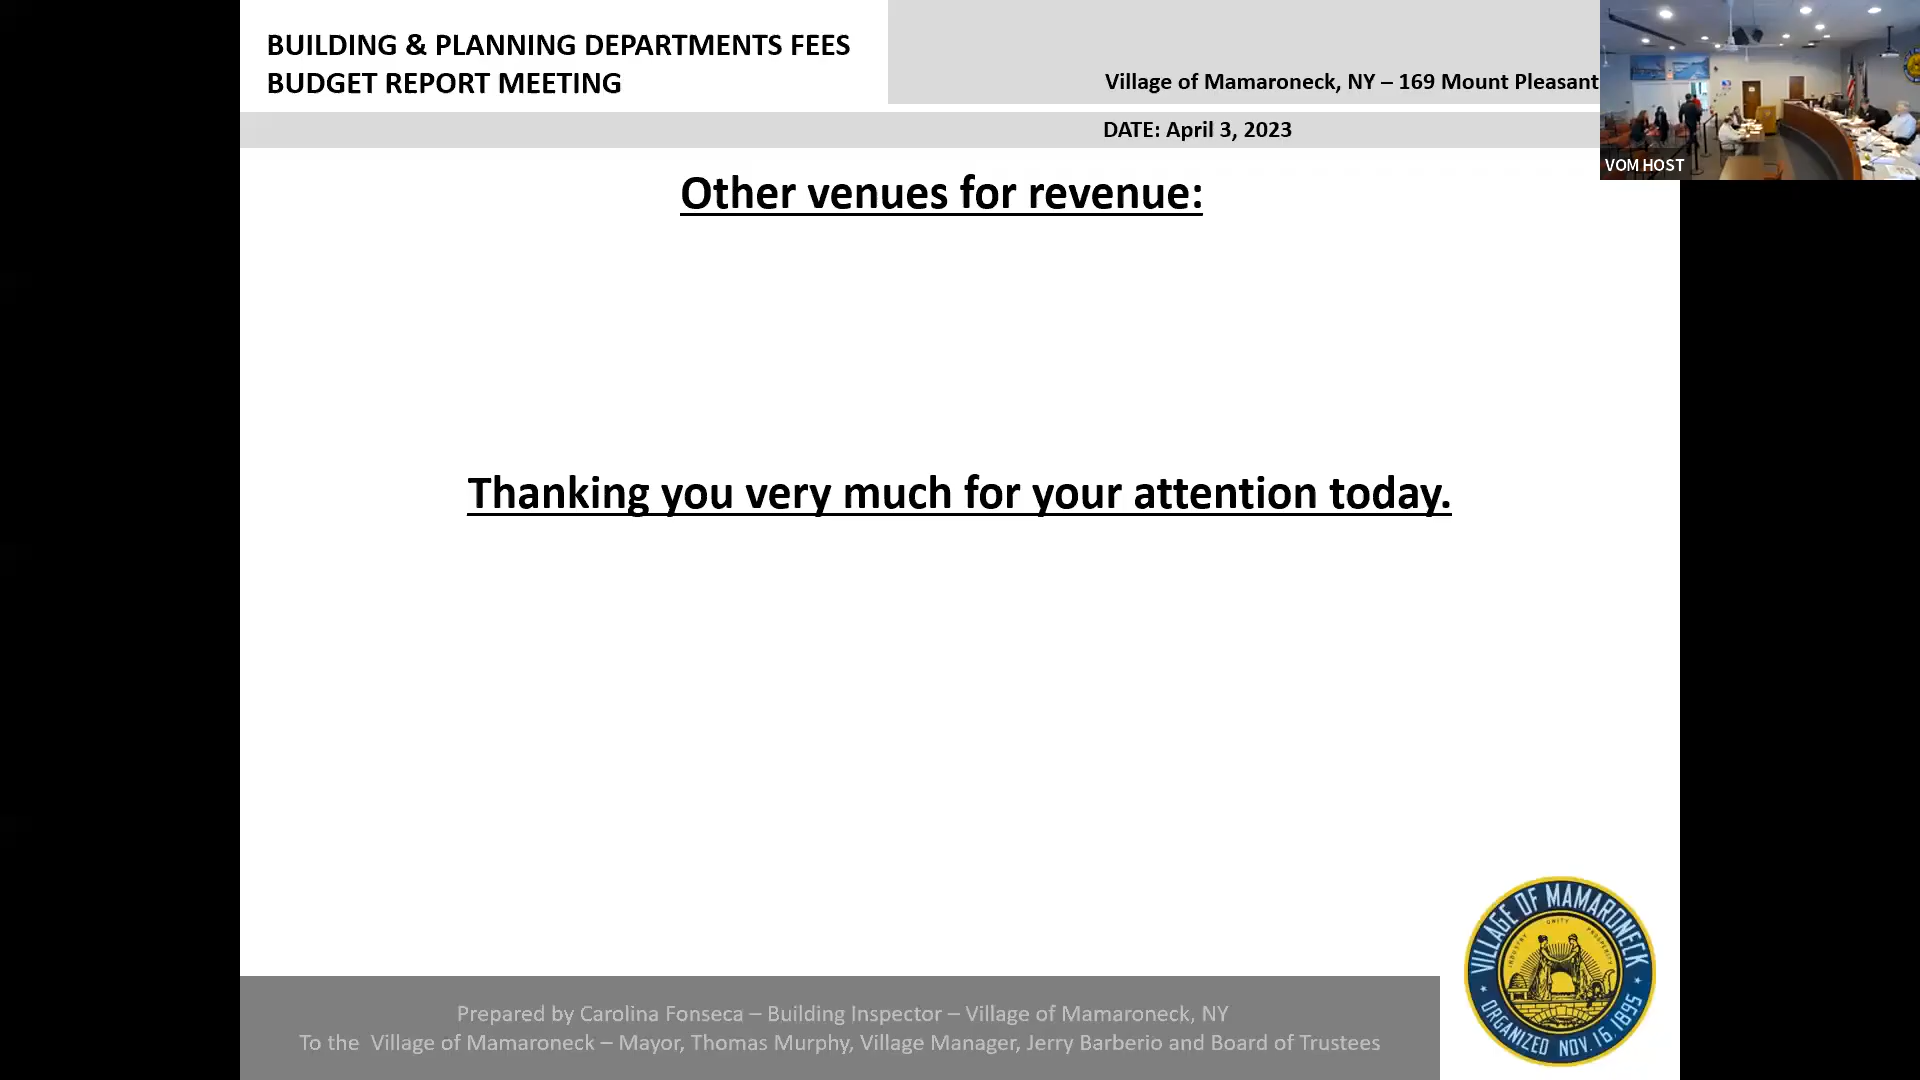 BUILDING & PLANNING DEPARTMENTS FEES
BUDGET REPORT MEETING
Village of Mamaroneck, NY – 169 Mount Pleasant
DATE: April 3, 2023
VOM HOST
Other venues for revenue:
Thanking you very much for your attention today.
VILLAGE OF MAMARONECK
INDUSTRY UNITY PROSPERITY
ORGANIZED NOV. 16, 1895
Prepared by Carolina Fonseca – Building Inspector – Village of Mamaroneck, NY
To the Village of Mamaroneck – Mayor, Thomas Murphy, Village Manager, Jerry Barberio and Board of Trustees